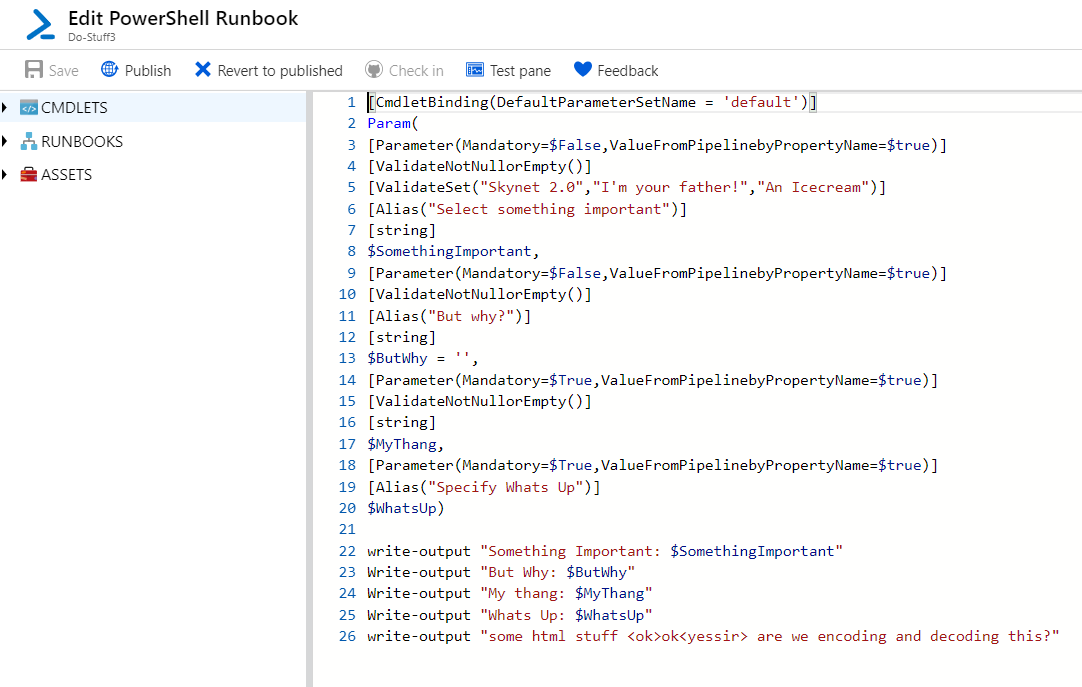 Edit PowerShell Runbook
Do-Stuff3
Save Publish Revert to published Check in Test pane Feedback
CMDLETS
RUNBOOKS
ASSETS
1 [CmdletBinding(DefaultParameterSetName = 'default')]
2 Param(
3 [Parameter(Mandatory=$False,ValueFromPipelinebyPropertyName=$true)]
4 [ValidateNotNullorEmpty()]
5 [ValidateSet("Skynet 2.0","I'm your father!","An Icecream")]
6 [Alias("Select something important")]
7 [string]
8 $SomethingImportant,
9 [Parameter(Mandatory=$False,ValueFromPipelinebyPropertyName=$true)]
10 [ValidateNotNullorEmpty()]
11 [Alias("But why?")]
12 [string]
13 $ButWhy = '',
14 [Parameter(Mandatory=$True,ValueFromPipelinebyPropertyName=$true)]
15 [ValidateNotNullorEmpty()]
16 [string]
17 $MyThang,
18 [Parameter(Mandatory=$True,ValueFromPipelinebyPropertyName=$true)]
19 [Alias("Specify Whats Up")]
20 $WhatsUp)
21
22 write-output "Something Important: $SomethingImportant"
23 Write-output "But Why: $ButWhy"
24 Write-output "My thang: $MyThang"
25 Write-output "Whats Up: $WhatsUp"
26 write-output "some html stuff <ok>ok<yessir> are we encoding and decoding this?"